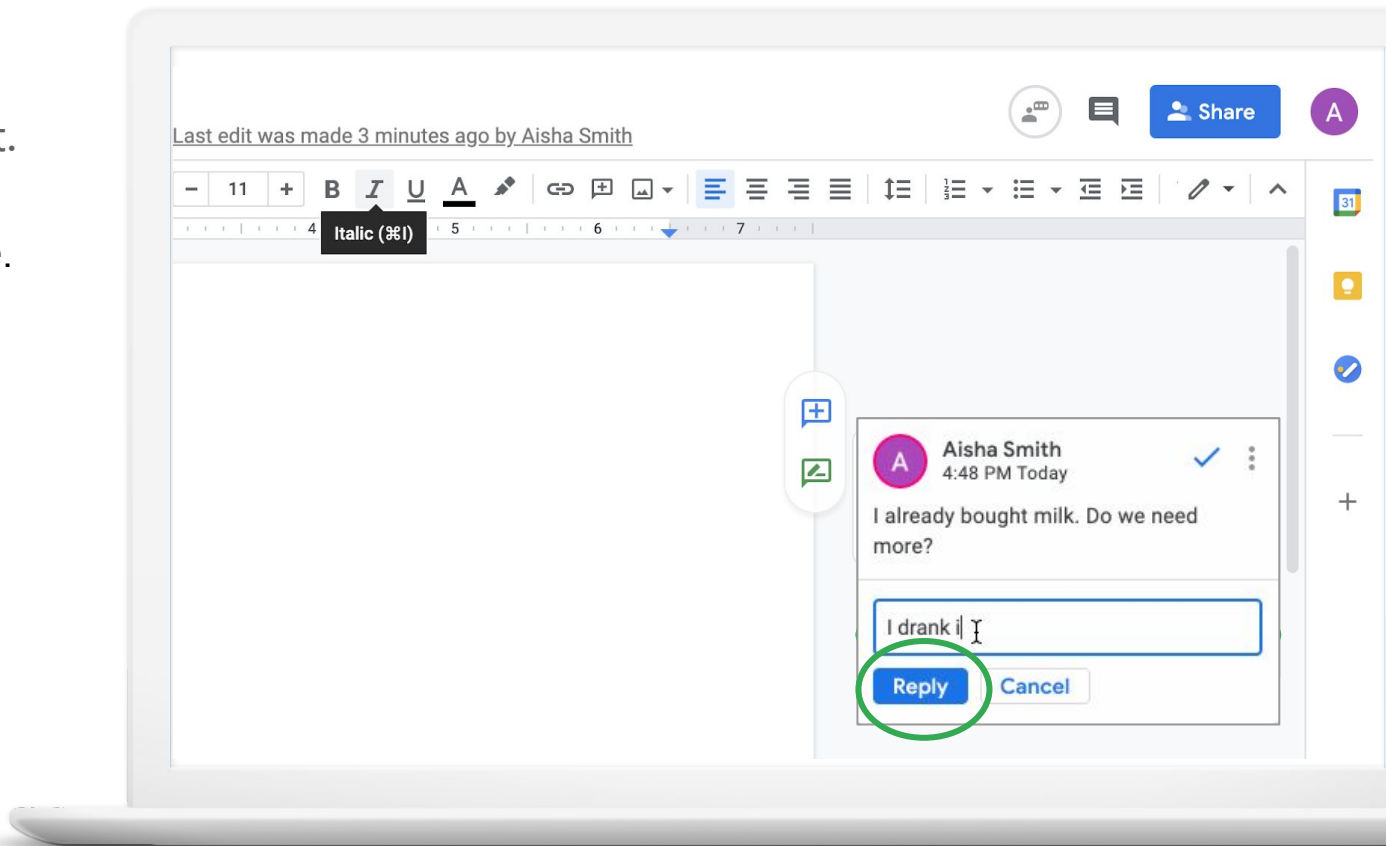 t.
e.
Share
A
Last edit was made 3 minutes ago by Aisha Smith
− 11 + B I U A
31
4 5 6 7
Italic (⌘I)
A
Aisha Smith
4:48 PM Today
I already bought milk. Do we need
more?
I drank i
Reply Cancel